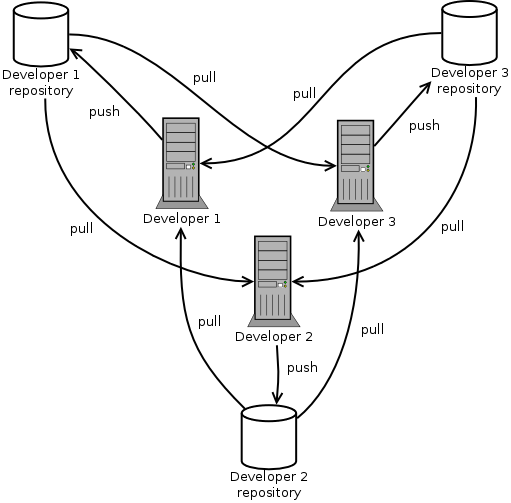 Developer 1
repository
Developer 3
repository
pull
pull
push
push
Developer 1
Developer 3
pull
pull
pull
pull
Developer 2
push
Developer 2
repository